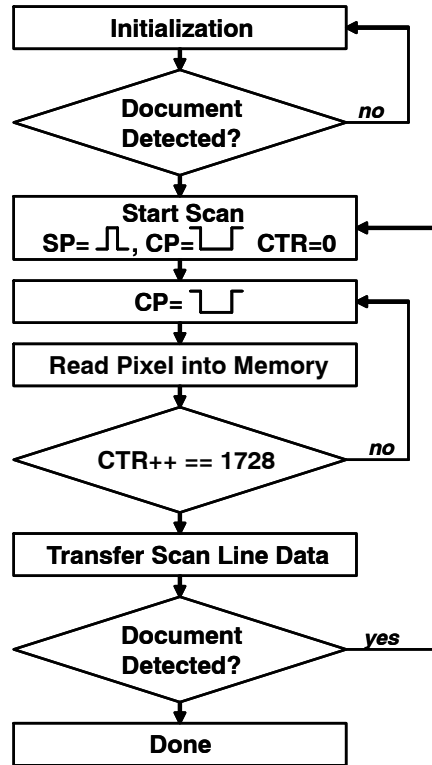 Initialization
Document
Detected?
no
Start Scan
SP= , CP= CTR=0
CP=
Read Pixel into Memory
CTR++ == 1728
no
Transfer Scan Line Data
Document
Detected?
yes
Done